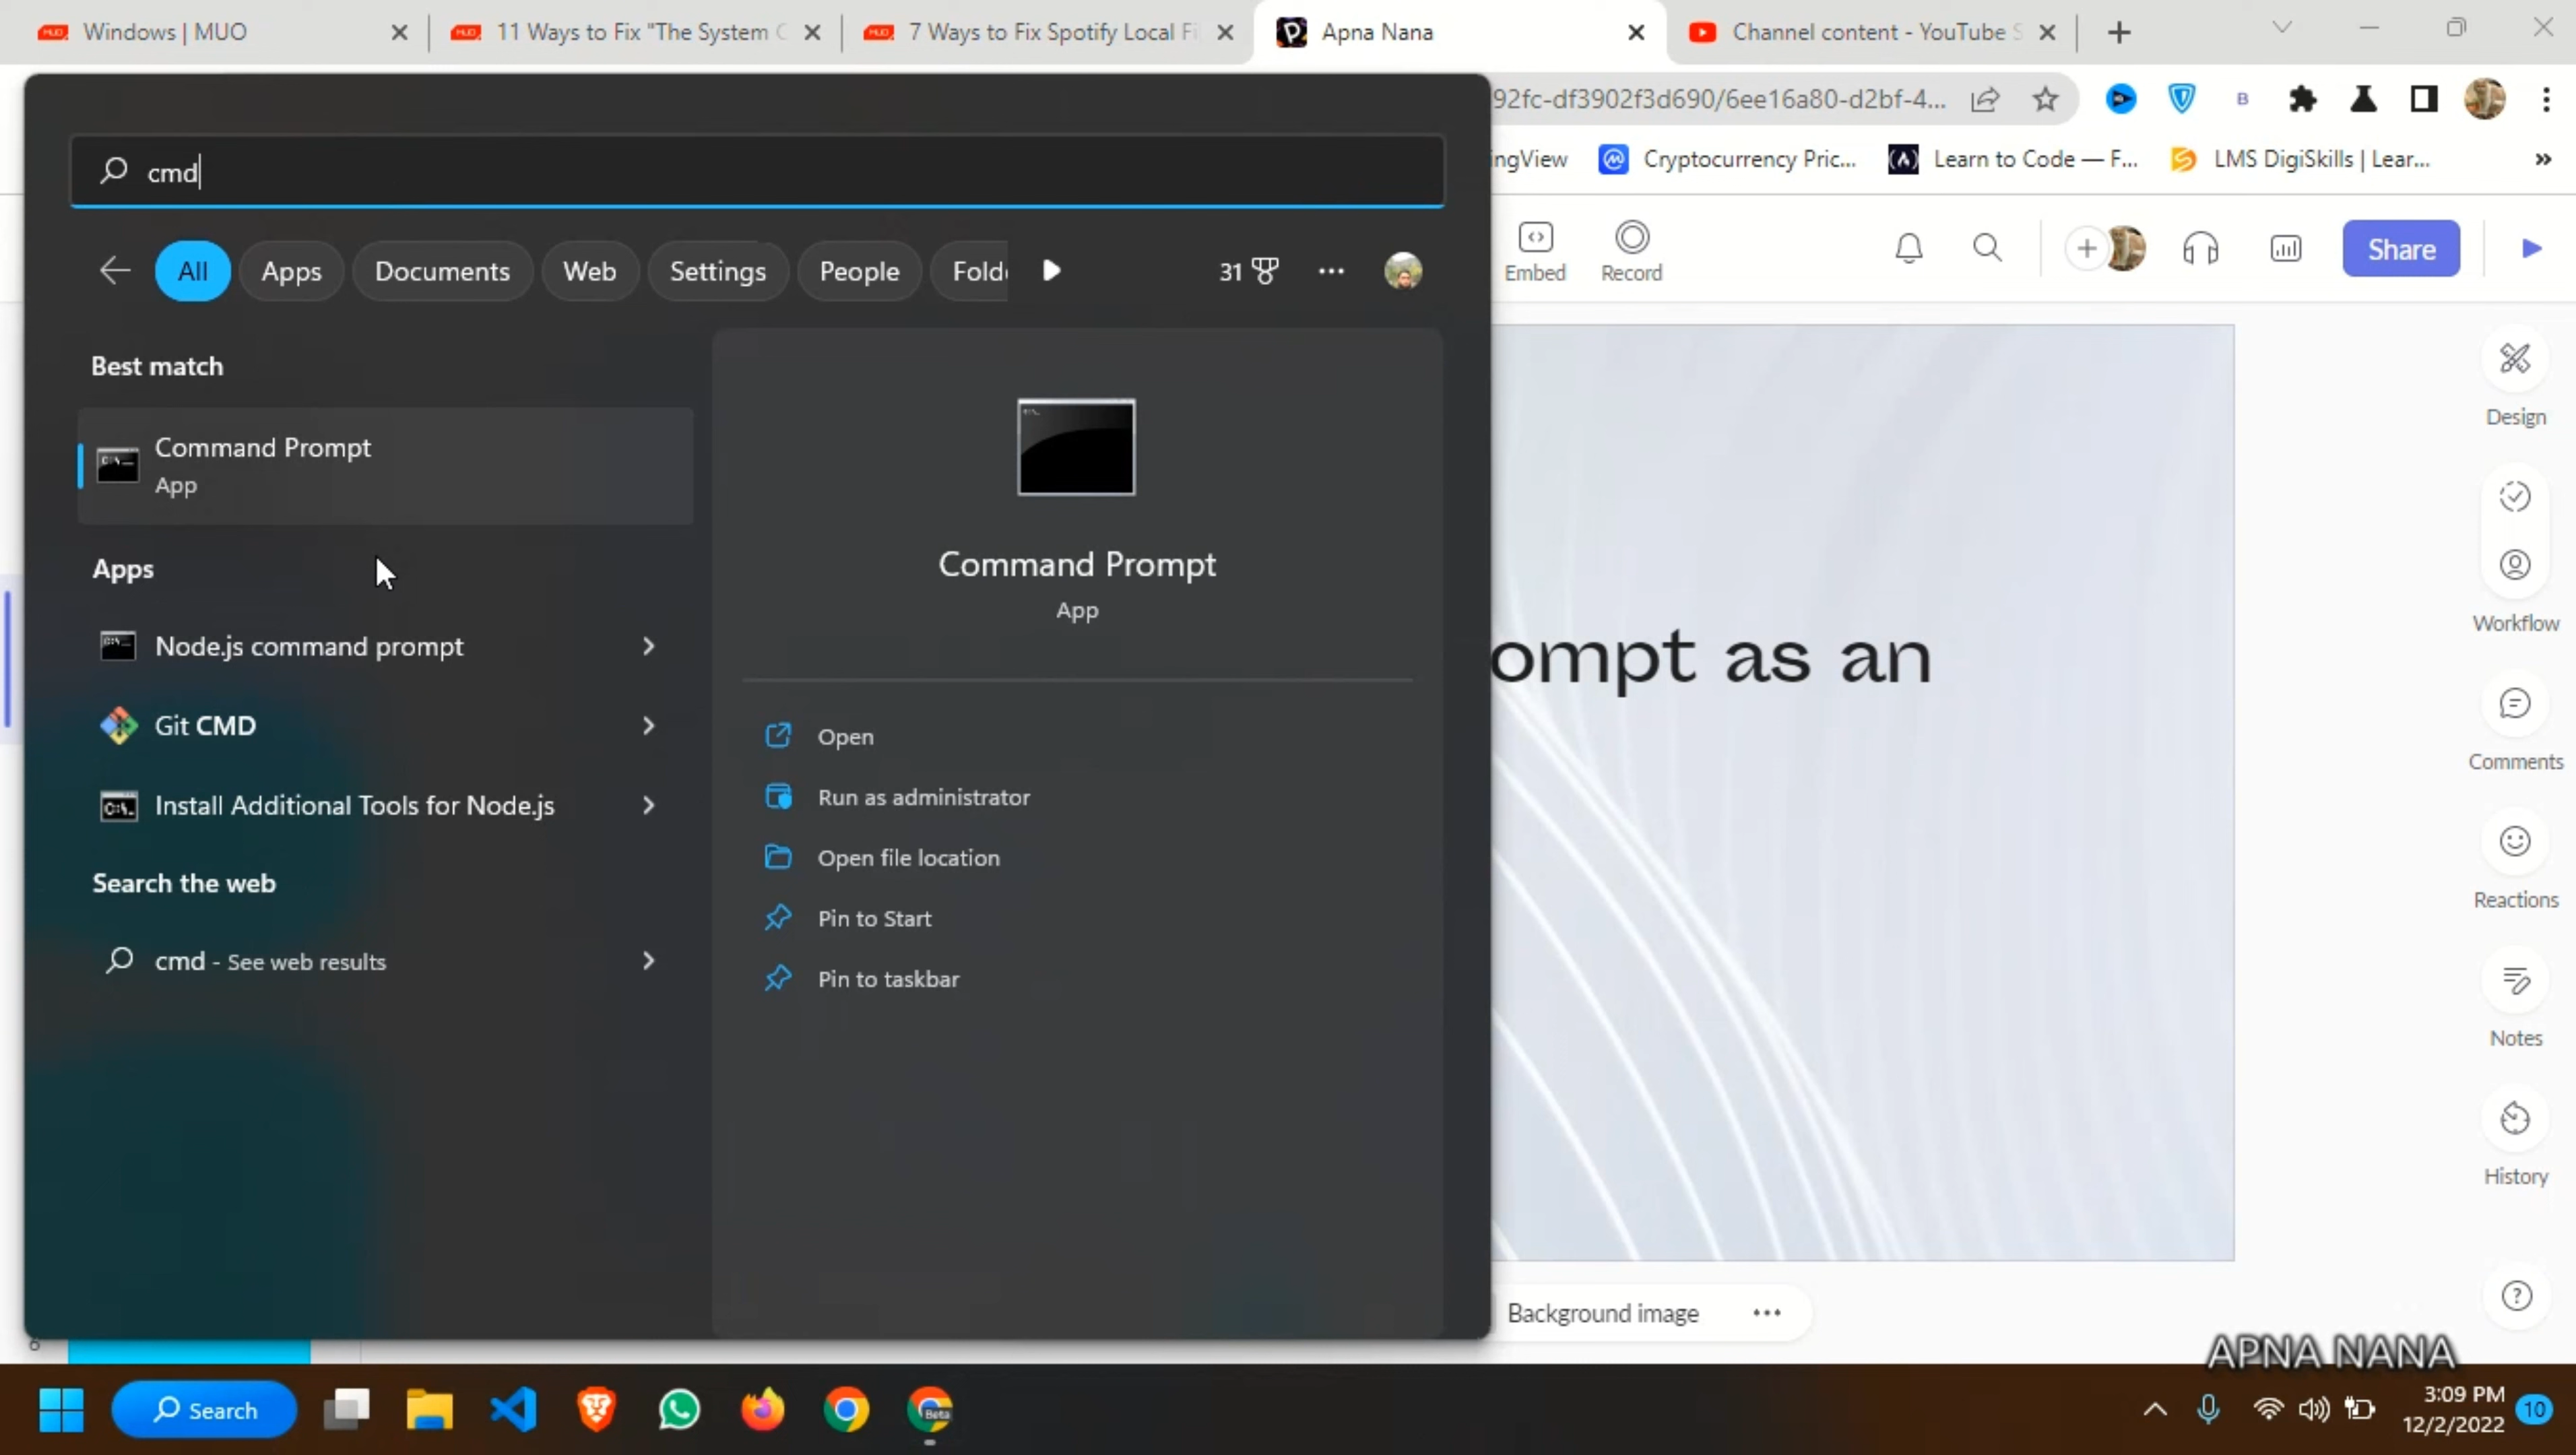 Windows | MUO
11 Ways to Fix "The System C
7 Ways to Fix Spotify Local Fi
Apna Nana
Channel content - YouTube S
92fc-df3902f3d690/6ee16a80-d2bf-4...
ingView
Cryptocurrency Pric...
Learn to Code — F...
LMS DigiSkills | Lear...
cmd
All
Apps
Documents
Web
Settings
People
Folde
31
Embed
Record
Share
Best match
Command Prompt
App
Apps
Node.js command prompt
Git CMD
Install Additional Tools for Node.js
Search the web
cmd - See web results
Command Prompt
App
Open
Run as administrator
Open file location
Pin to Start
Pin to taskbar
ompt as an
Design
Workflow
Comments
Reactions
Notes
History
Background image
APNA NANA
Search
Beta
3:09 PM
12/2/2022
10